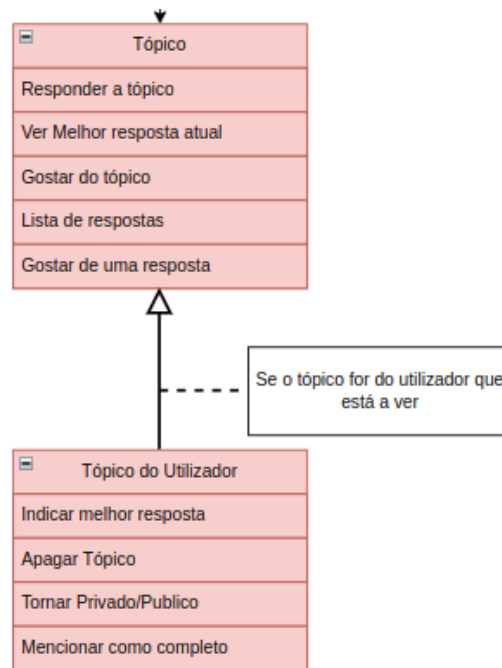 Tópico
Responder a tópico
Ver Melhor resposta atual
Gostar do tópico
Lista de respostas
Gostar de uma resposta
Se o tópico for do utilizador que
está a ver
Tópico do Utilizador
Indicar melhor resposta
Apagar Tópico
Tornar Privado/Publico
Mencionar como completo